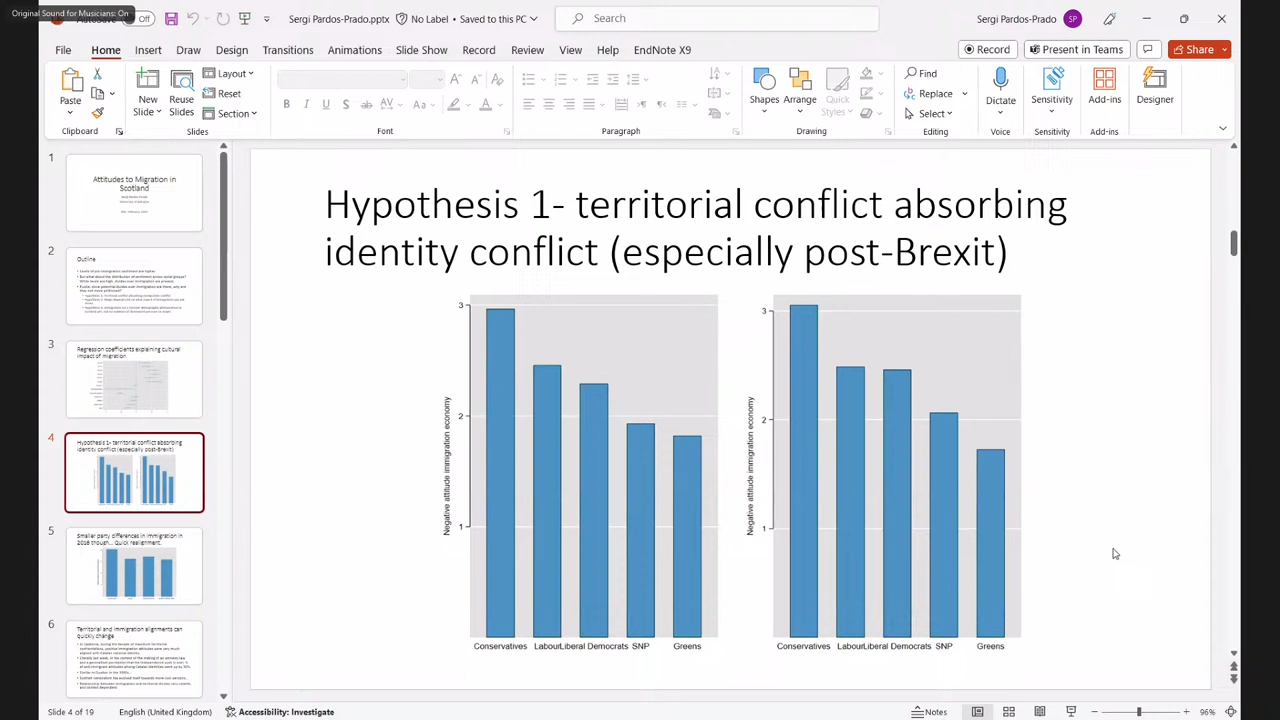 Original Sound for Musicians: On
Off
Sergi Pardos-Prado.pptx
No Label
PC
Search
Sergi Pardos-Prado
SP
File
Home
Insert
Draw
Design
Transitions
Animations
Slide Show
Record
Review
View
Help
EndNote X9
Record
Present in Teams
Share
Paste
New
Slide
Reuse
Slides
Layout
Reset
Section
Shapes
Arrange
Quick
Styles
Find
Replace
Select
Dictate
Sensitivity
Add-ins
Designer
Clipboard
Slides
Font
Paragraph
Drawing
Editing
Voice
Sensitivity
Add-ins
1
Attitudes to Migration in
Scotland
2
Outline
3
Regression coefficients explaining cultural
impact of migration
4
Hypothesis 1- territorial conflict absorbing
identity conflict (especially post-Brexit)
5
Smaller party differences in immigration in
2016 though... Quick realignment.
6
Territorial and immigration alignments can
quickly change
Hypothesis 1- territorial conflict absorbing
identity conflict (especially post-Brexit)
Negative attitude immigration economy
3
2
1
Conservatives Labour Liberal Democrats SNP Greens
Negative attitude immigration economy
3
2
1
Conservatives Labour Liberal Democrats SNP Greens
Slide 4 of 19
English (United Kingdom)
Accessibility: Investigate
Notes
96%